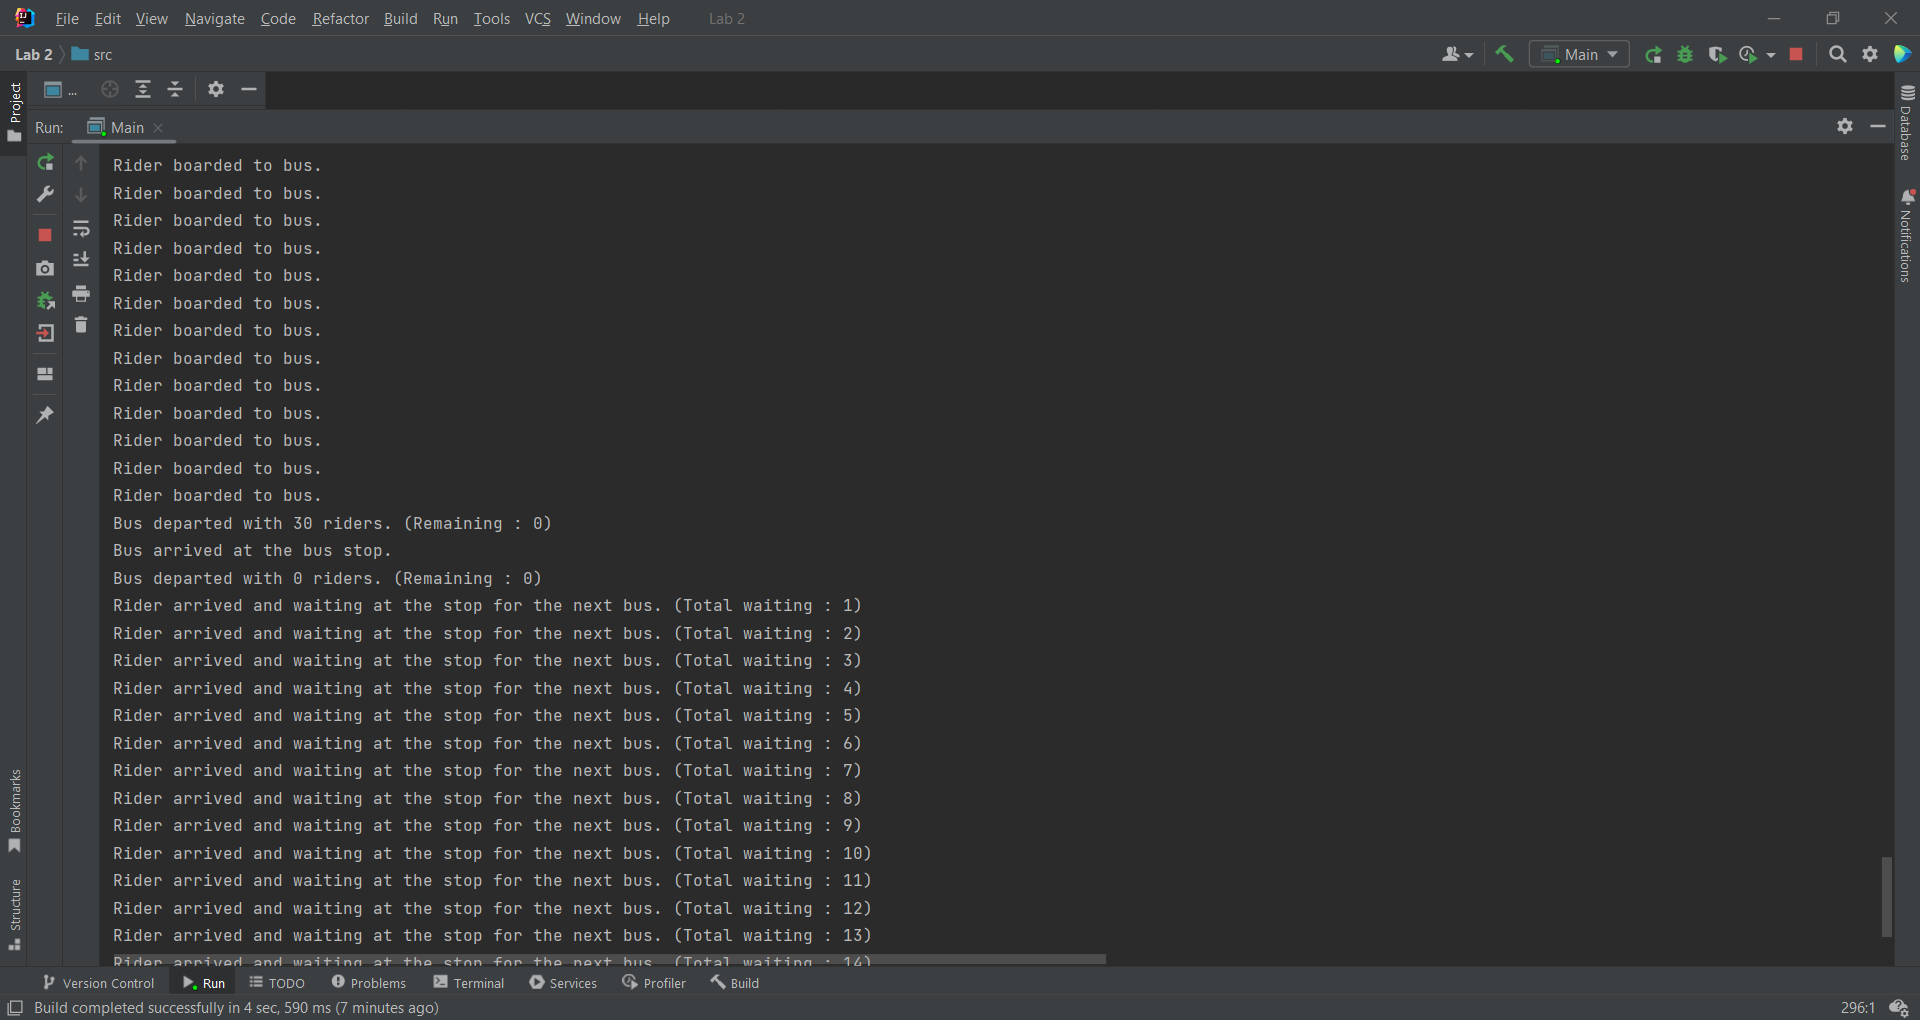 File Edit View Navigate Code Refactor Build Run Tools VCS Window Help Lab 2
Lab 2 src Main
Project
...
Run: Main
Rider boarded to bus.
Rider boarded to bus.
Rider boarded to bus.
Rider boarded to bus.
Rider boarded to bus.
Rider boarded to bus.
Rider boarded to bus.
Rider boarded to bus.
Rider boarded to bus.
Rider boarded to bus.
Rider boarded to bus.
Rider boarded to bus.
Rider boarded to bus.
Bus departed with 30 riders. (Remaining : 0)
Bus arrived at the bus stop.
Bus departed with 0 riders. (Remaining : 0)
Rider arrived and waiting at the stop for the next bus. (Total waiting : 1)
Rider arrived and waiting at the stop for the next bus. (Total waiting : 2)
Rider arrived and waiting at the stop for the next bus. (Total waiting : 3)
Rider arrived and waiting at the stop for the next bus. (Total waiting : 4)
Rider arrived and waiting at the stop for the next bus. (Total waiting : 5)
Rider arrived and waiting at the stop for the next bus. (Total waiting : 6)
Rider arrived and waiting at the stop for the next bus. (Total waiting : 7)
Rider arrived and waiting at the stop for the next bus. (Total waiting : 8)
Rider arrived and waiting at the stop for the next bus. (Total waiting : 9)
Rider arrived and waiting at the stop for the next bus. (Total waiting : 10)
Rider arrived and waiting at the stop for the next bus. (Total waiting : 11)
Rider arrived and waiting at the stop for the next bus. (Total waiting : 12)
Rider arrived and waiting at the stop for the next bus. (Total waiting : 13)
Rider arrived and waiting at the stop for the next bus. (Total waiting : 14)
Database
Notifications
Bookmarks
Structure
Version Control Run TODO Problems Terminal Services Profiler Build
Build completed successfully in 4 sec, 590 ms (7 minutes ago) 296:1